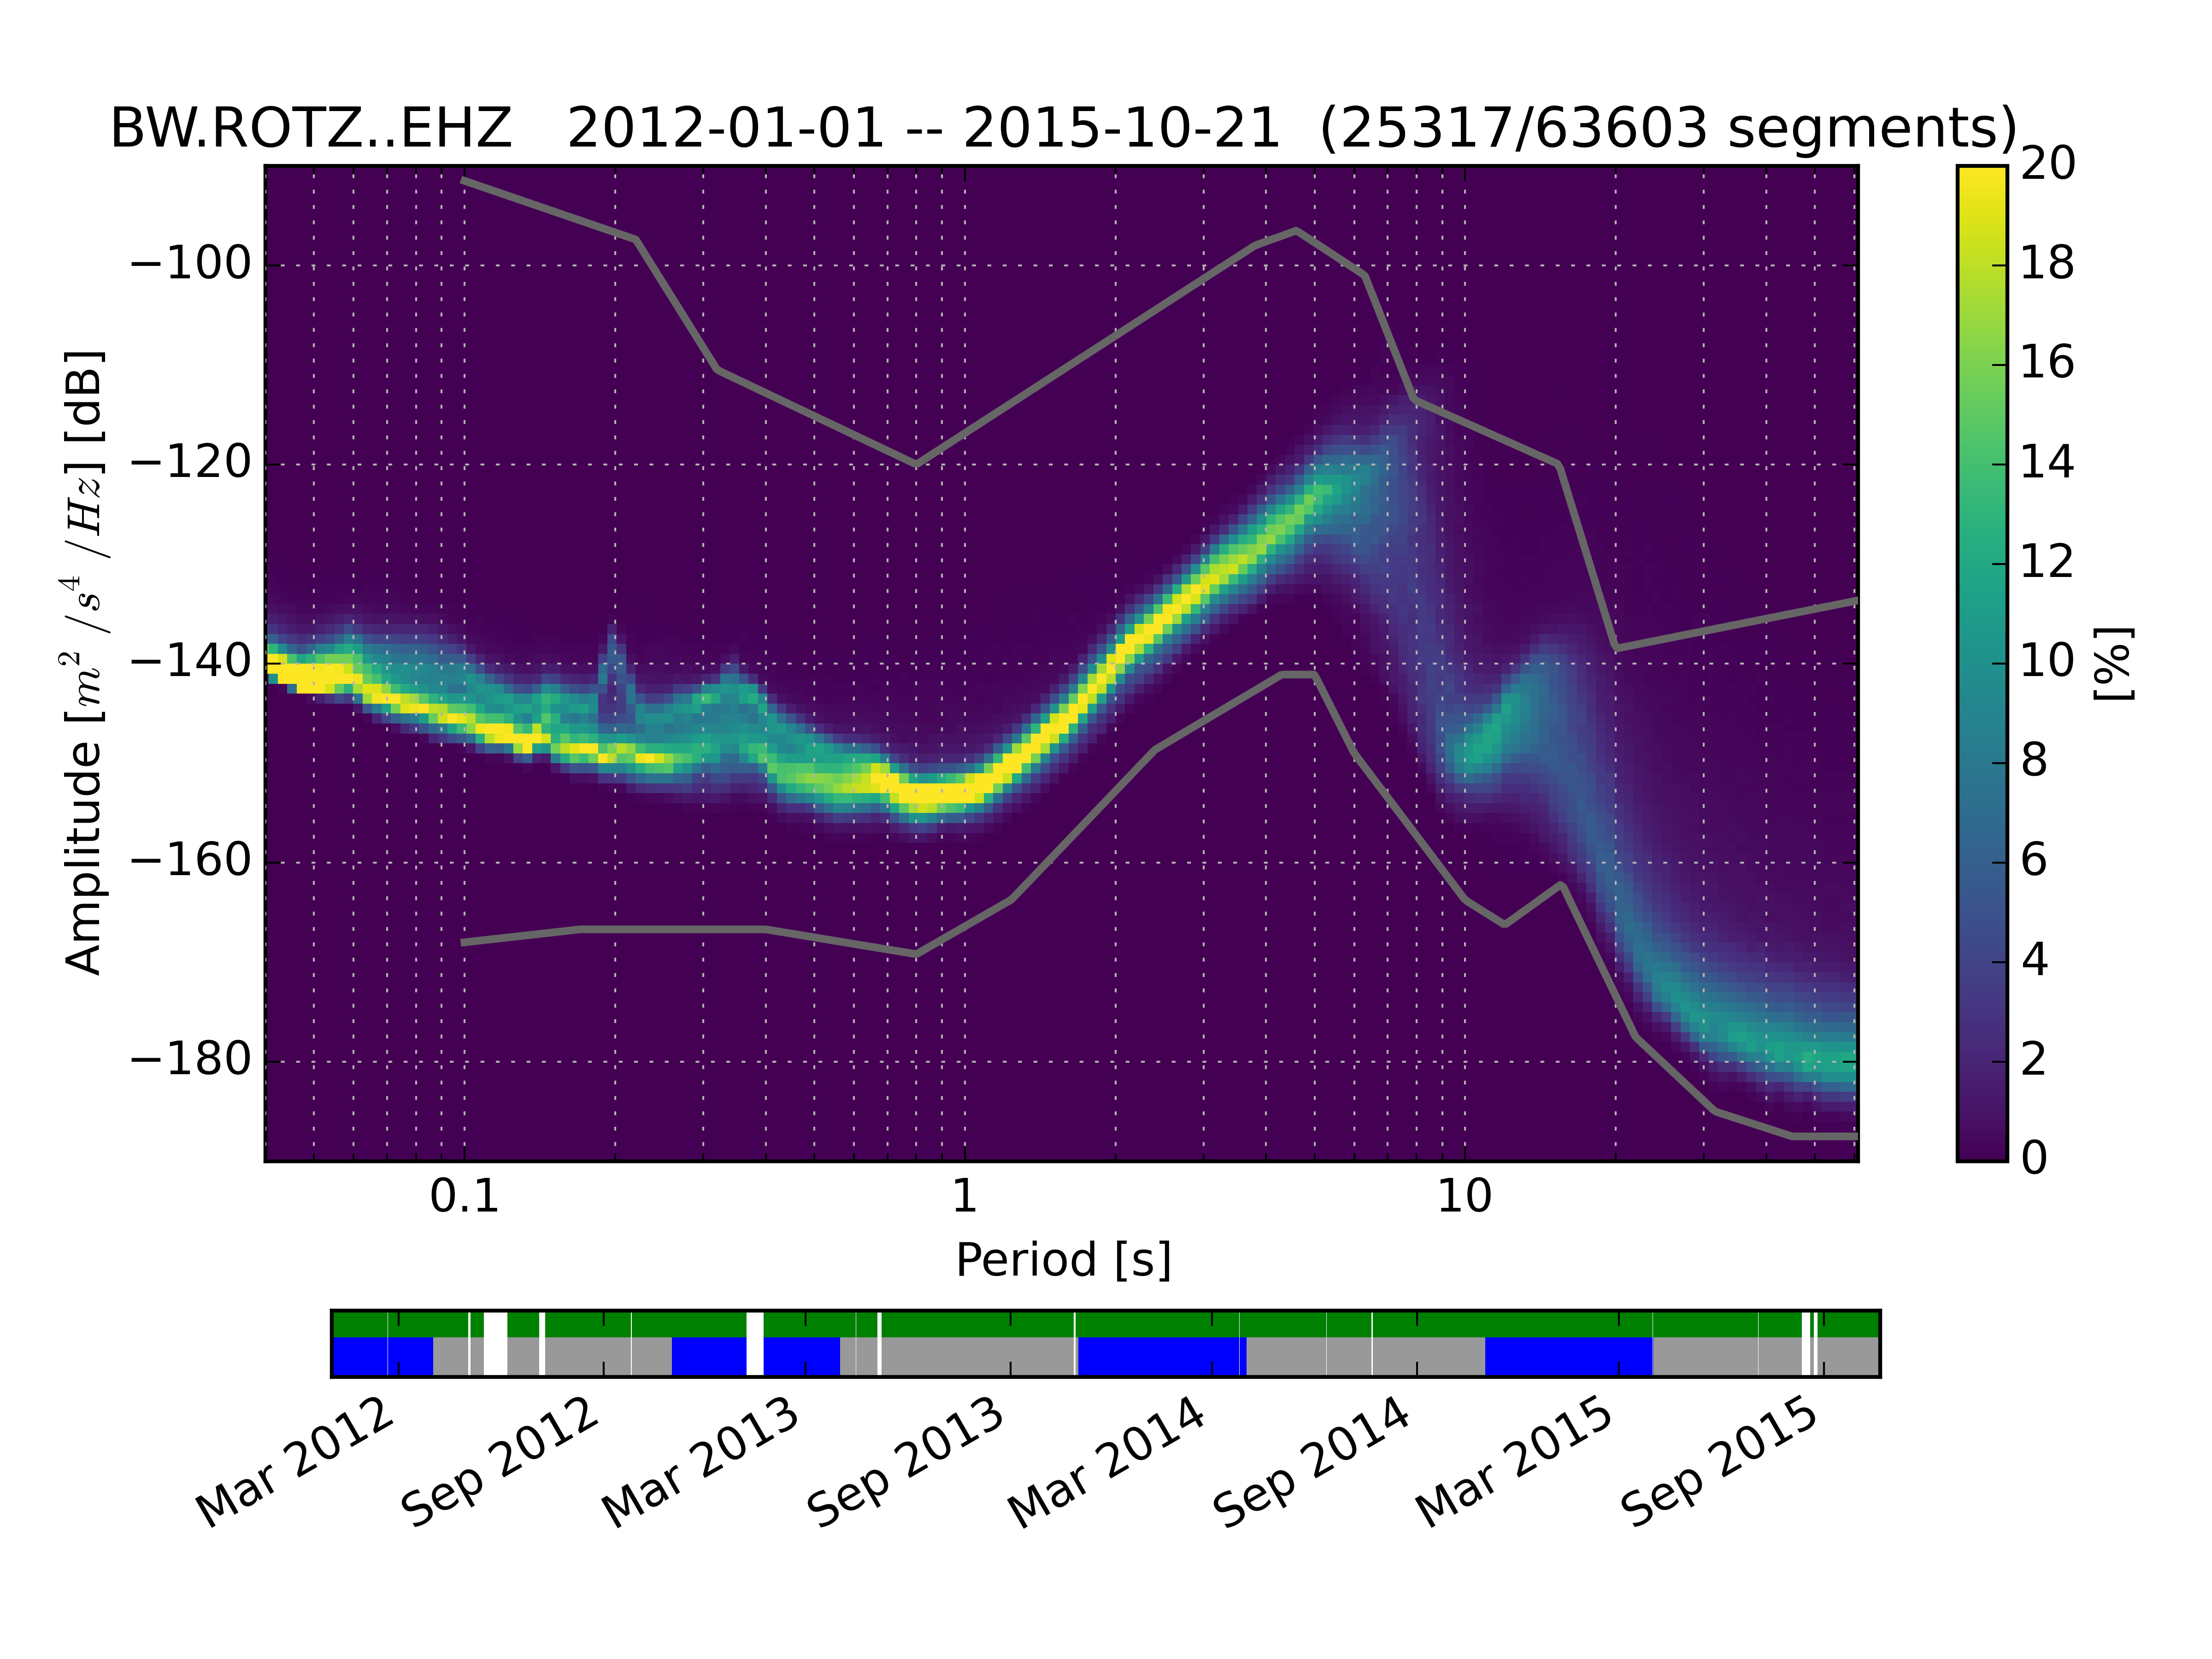 BW.ROTZ..EHZ   2012-01-01 -- 2015-10-21  (25317/63603 segments)
Amplitude [m² / s⁴ / Hz] [dB]
−100
−120
−140
−160
−180
0.1
1
10
Period [s]
20
18
16
14
12
10
8
6
4
2
0
[%]
Mar 2012
Sep 2012
Mar 2013
Sep 2013
Mar 2014
Sep 2014
Mar 2015
Sep 2015